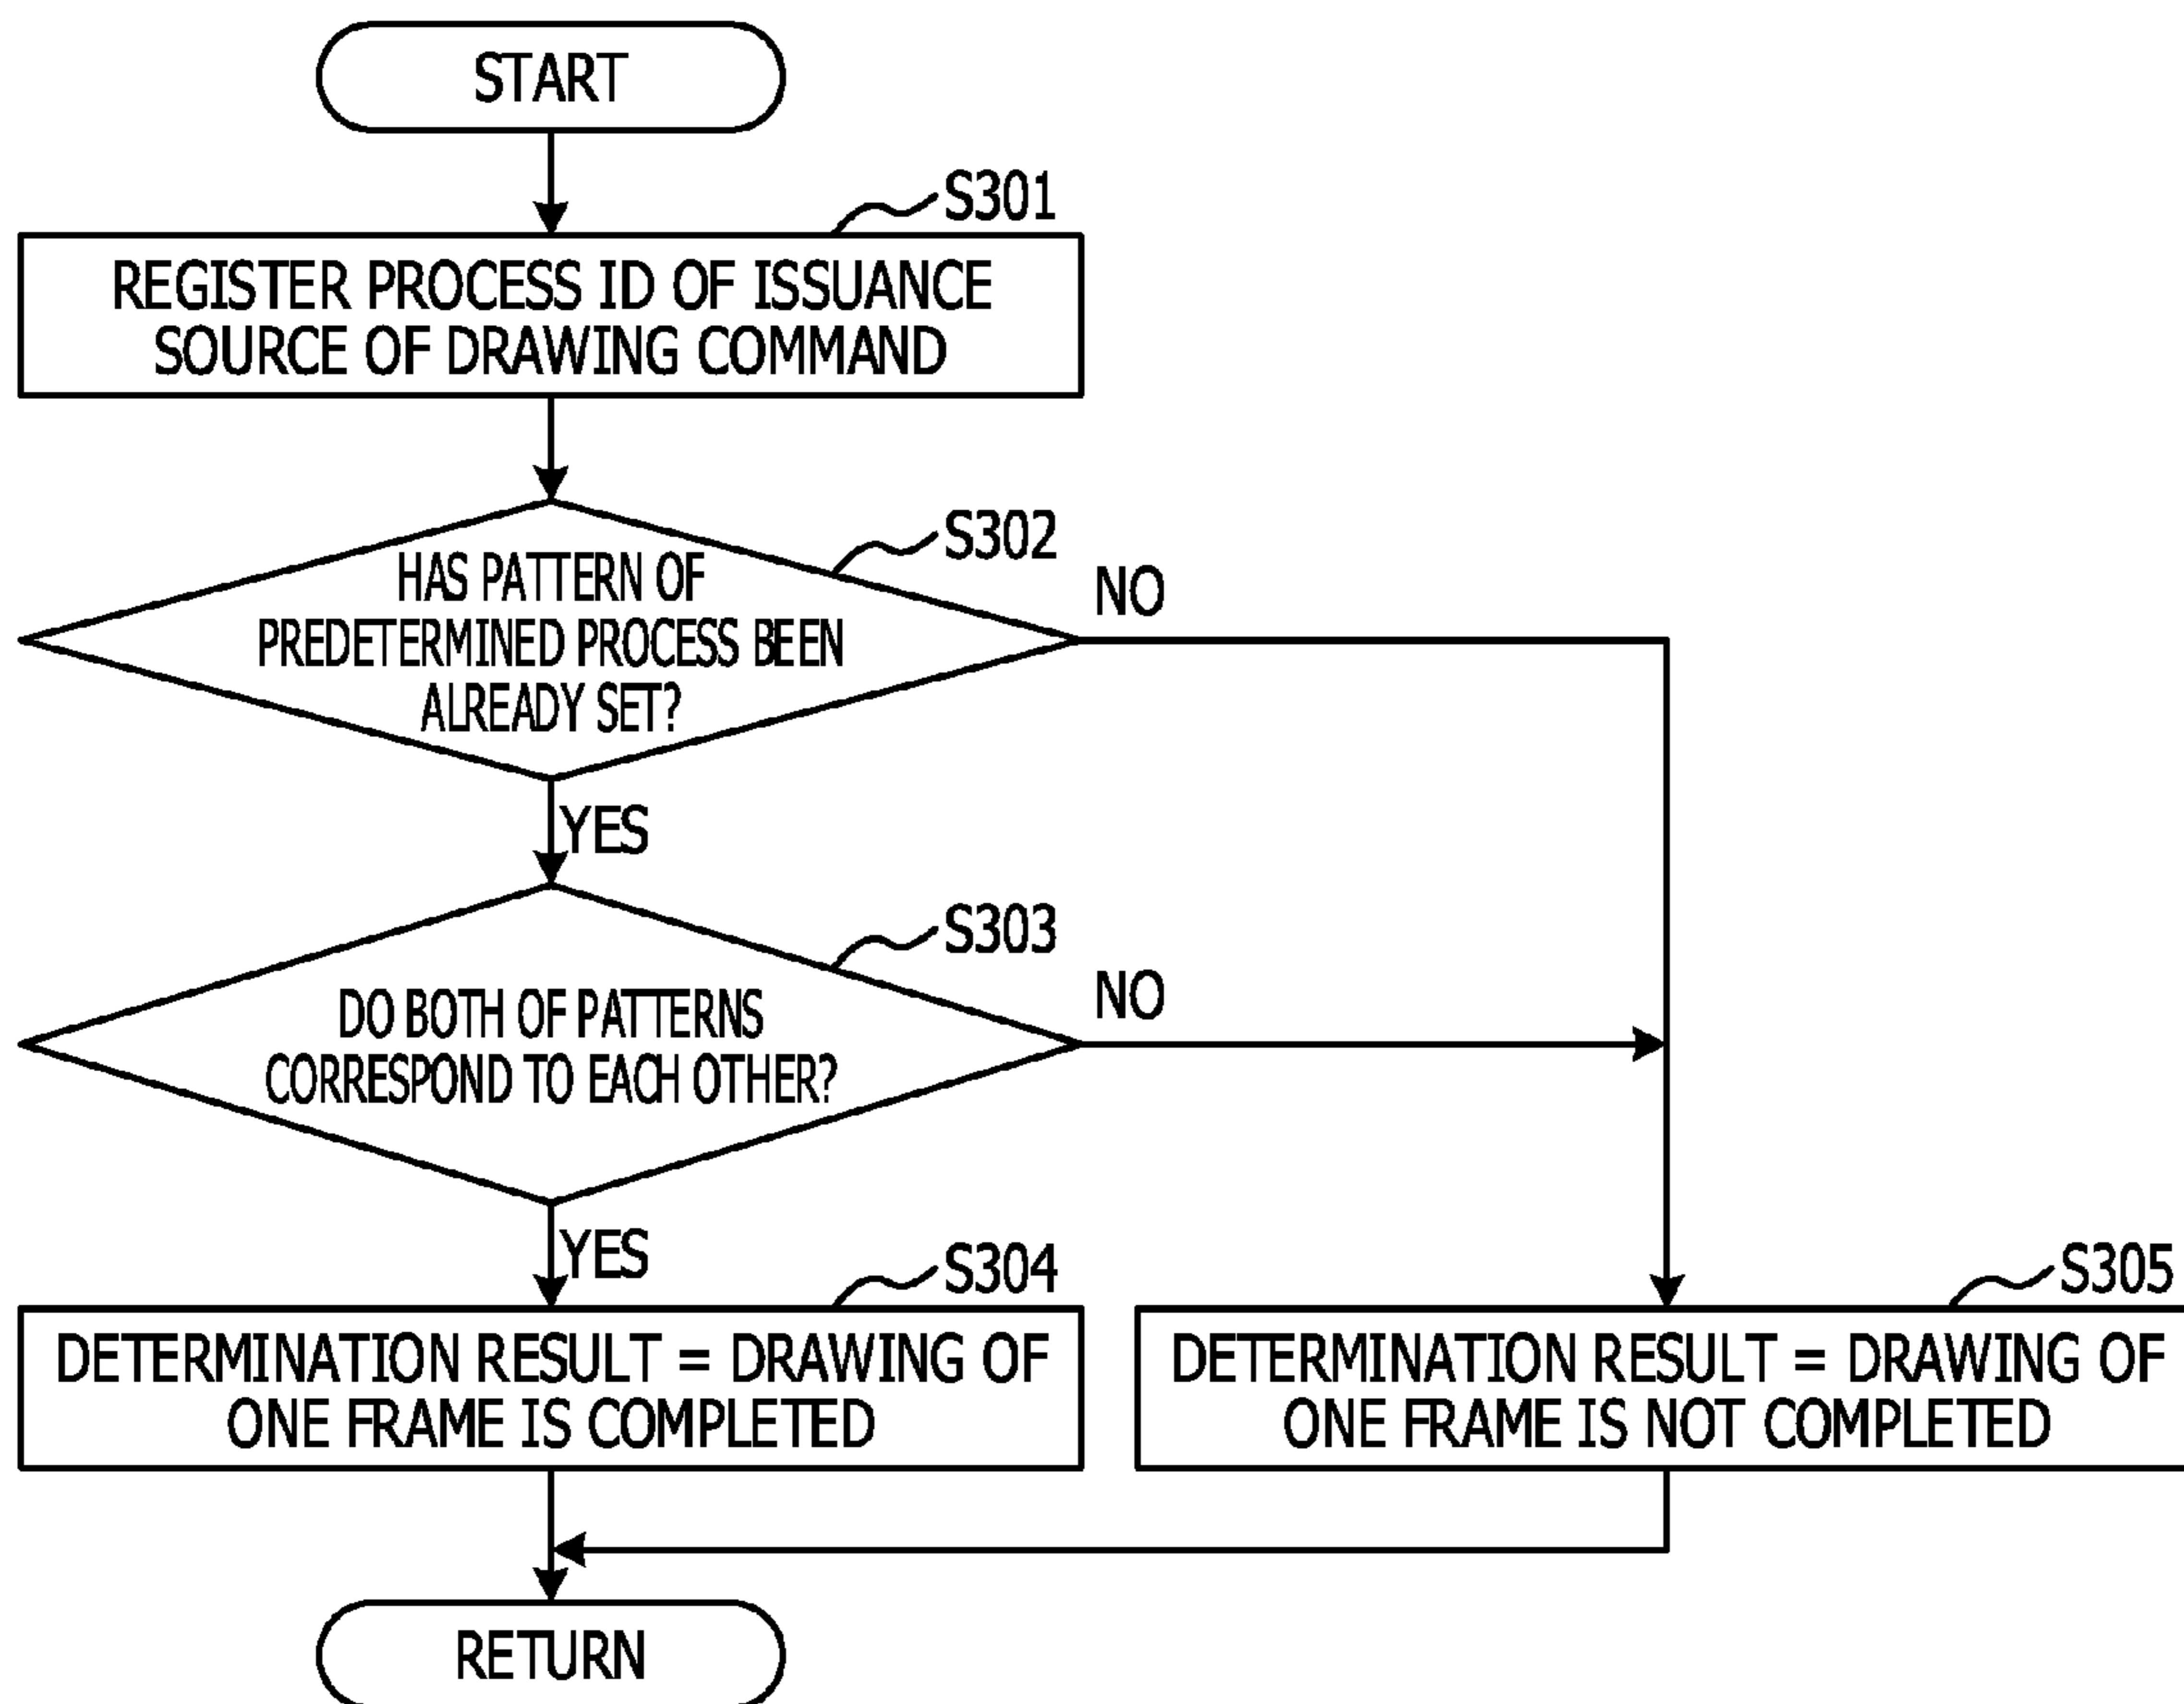 START
S301
REGISTER PROCESS ID OF ISSUANCE
SOURCE OF DRAWING COMMAND
S302
HAS PATTERN OF
PREDETERMINED PROCESS BEEN
ALREADY SET?
NO
YES
S303
DO BOTH OF PATTERNS
CORRESPOND TO EACH OTHER?
NO
YES
S304
DETERMINATION RESULT = DRAWING OF
ONE FRAME IS COMPLETED
S305
DETERMINATION RESULT = DRAWING OF
ONE FRAME IS NOT COMPLETED
RETURN